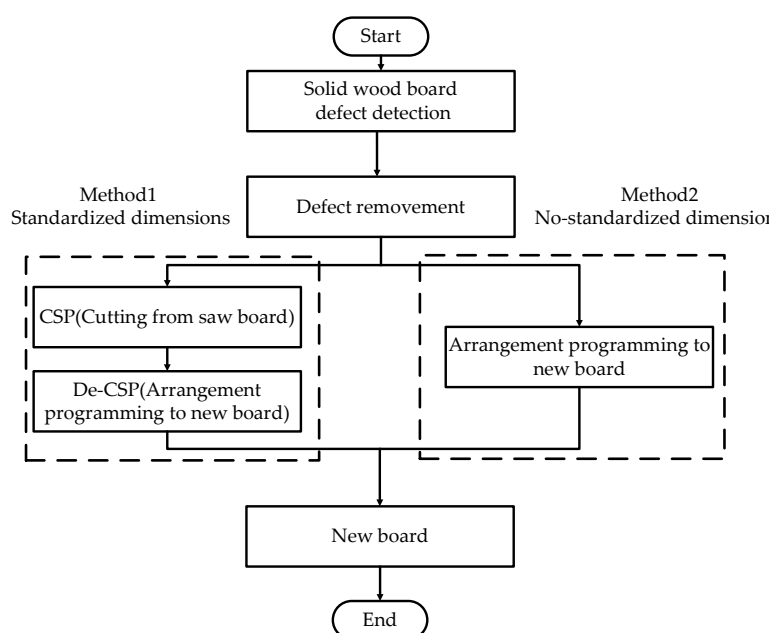 Start
Solid wood board
defect detection
Method1
Standardized dimensions
Defect removement
Method2
No-standardized dimension
CSP(Cutting from saw board)
De-CSP(Arrangement
programming to new board)
Arrangement programming to
new board
New board
End